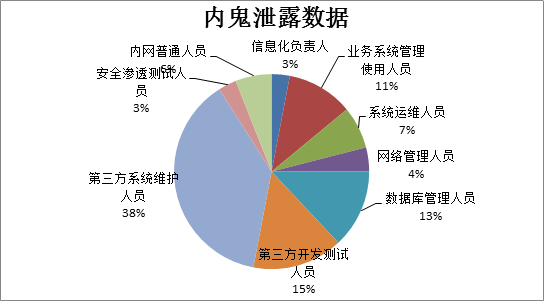 内鬼泄露数据
信息化负责人
3%
业务系统管理
使用人员
11%
系统运维人员
7%
网络管理人员
4%
数据库管理人员
13%
第三方开发测试
人员
15%
第三方系统维护
人员
38%
安全渗透测试人
员
3%
内网普通人员
6%